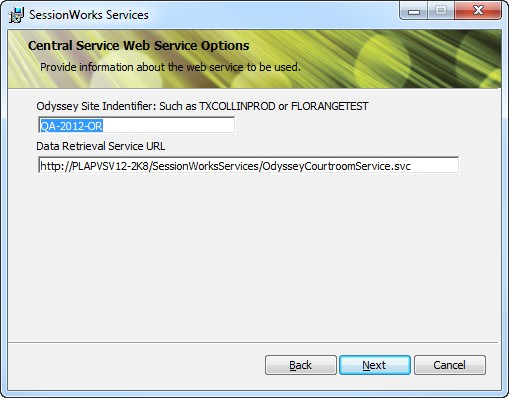 SessionWorks Services
Central Service Web Service Options
Provide information about the web service to be used.
Odyssey Site Indentifier: Such as TXCOLLINPROD or FLORANGETEST
QA-2012-OR
Data Retrieval Service URL
http://PLAPVSV12-2K8/SessionWorksServices/OdysseyCourtroomService.svc
Back Next Cancel